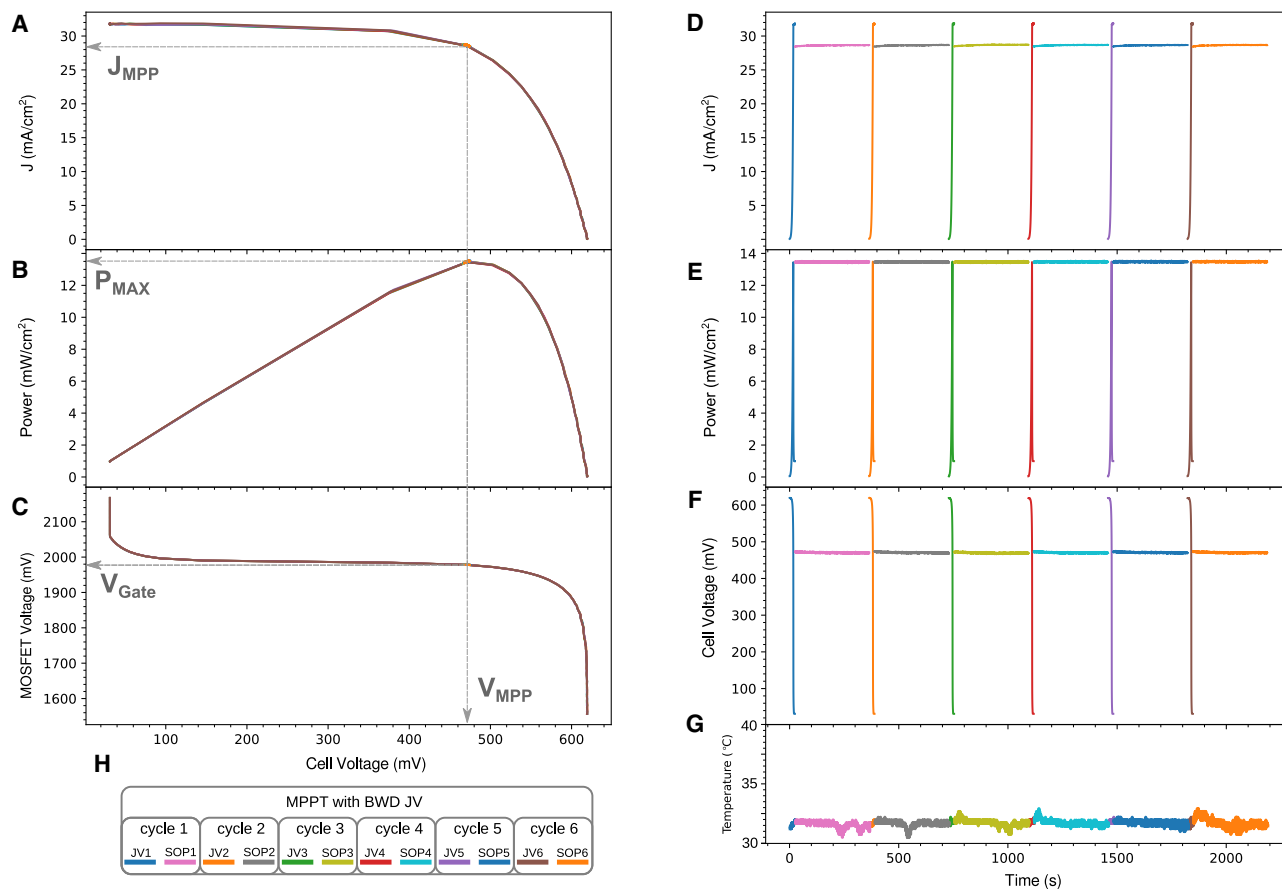 A
30
25
20
15
10
5
0
J (mA/cm²)
J_MPP
B
12
10
8
6
4
2
0
Power (mW/cm²)
P_MAX
C
2100
2000
1900
1800
1700
1600
MOSFET Voltage (mV)
V_Gate
V_MPP
100 200 300 400 500 600
Cell Voltage (mV)
D
30
25
20
15
10
5
0
J (mA/cm²)
E
14
12
10
8
6
4
2
0
Power (mW/cm²)
F
600
500
400
300
200
100
Cell Voltage (mV)
G
40
35
30
Temperature (°C)
0 500 1000 1500 2000
Time (s)
H
MPPT with BWD JV
cycle 1 cycle 2 cycle 3 cycle 4 cycle 5 cycle 6
JV1 SOP1 JV2 SOP2 JV3 SOP3 JV4 SOP4 JV5 SOP5 JV6 SOP6